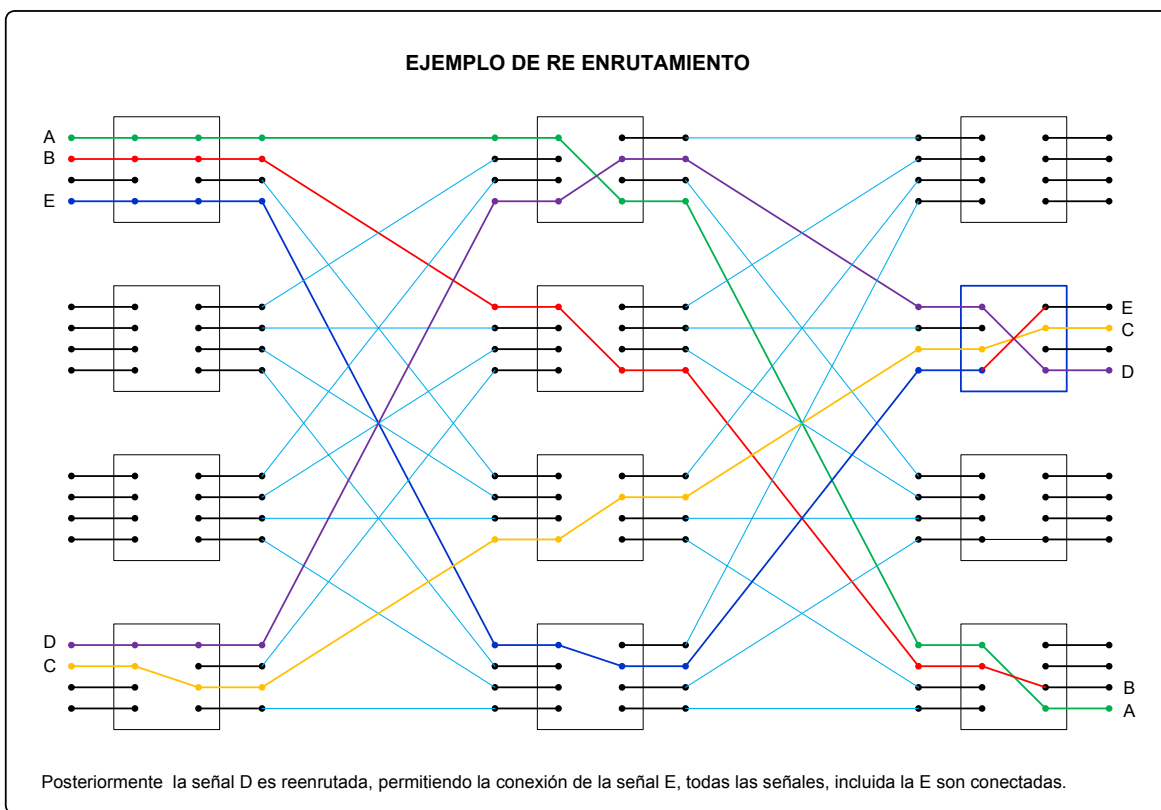 EJEMPLO DE RE ENRUTAMIENTO
A
B
E
E
C
D
D
C
B
A
Posteriormente la señal D es reenrutada, permitiendo la conexión de la señal E, todas las señales, incluida la E son conectadas.